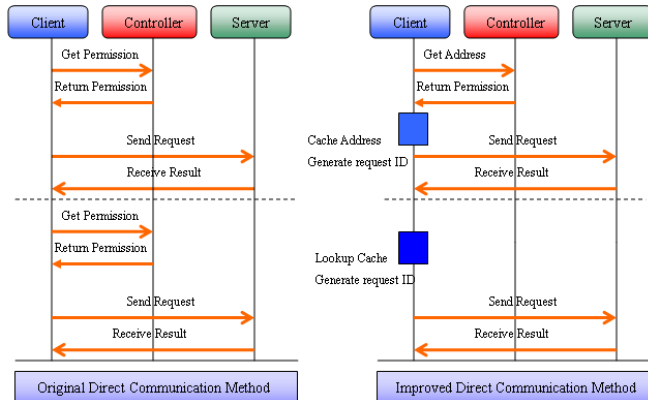 Client Controller Server
Get Permission
Return Permission
Send Request
Receive Result
Get Permission
Return Permission
Send Request
Receive Result
Original Direct Communication Method
Client Controller Server
Get Address
Return Permission
Cache Address
Generate request ID
Send Request
Receive Result
Lookup Cache
Generate request ID
Send Request
Receive Result
Improved Direct Communication Method